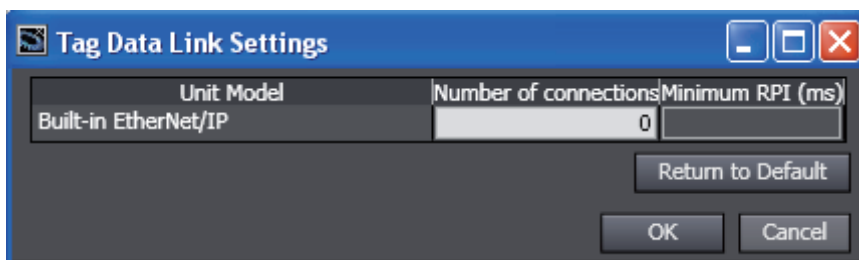 Tag Data Link Settings
Unit Model Number of connections Minimum RPI (ms)
Built-in EtherNet/IP 0
Return to Default
OK Cancel